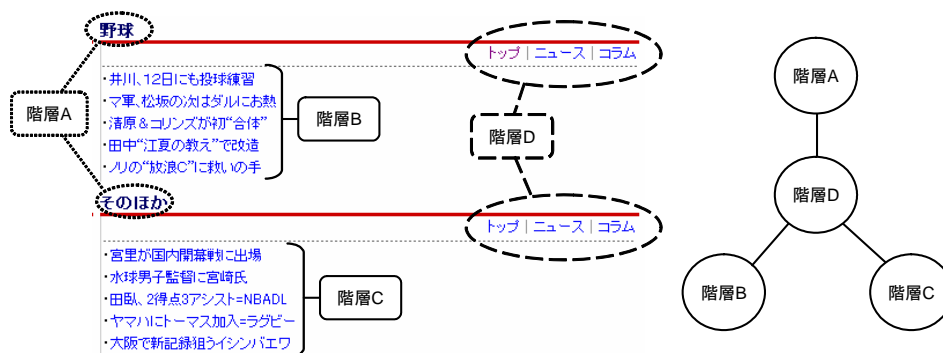 野球
トップ｜ニュース｜コラム
・井川、12日にも投球練習
・マ軍、松坂の次はダルにお熱
・清原＆コリンズが初“合体”
・田中“江夏の教え”で改造
・ノリの“放浪C”に救いの手
階層A
階層B
階層D
そのほか
トップ｜ニュース｜コラム
・宮里が国内開幕戦に出場
・水球男子監督に宮崎氏
・田臥、2得点3アシスト=NBADL
・ヤマハにトーマス加入=ラグビー
・大阪で新記録狙うイシンバエワ
階層C
階層A
階層D
階層B
階層C